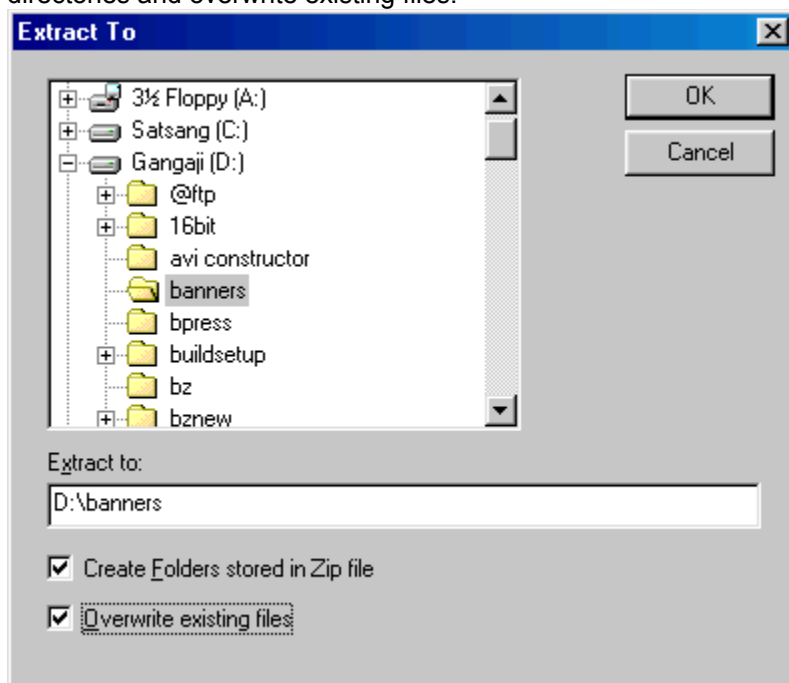 directories and overwrite existing files.
Extract To
3½ Floppy (A:)
OK
Satsang (C:)
Cancel
Gangaji (D:)
@ftp
16bit
avi constructor
banners
bpress
buildsetup
bz
bznew
Extract to:
D:\banners
Create Folders stored in Zip file
Overwrite existing files